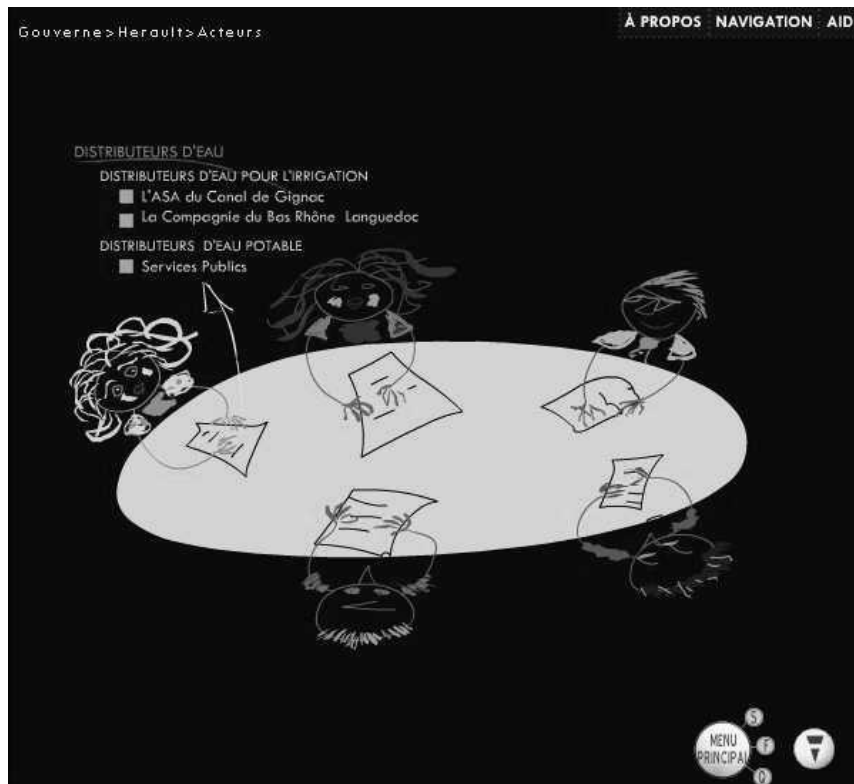 Gouverne>Herault>Acteurs
À PROPOS NAVIGATION AID
DISTRIBUTEURS D'EAU
DISTRIBUTEURS D'EAU POUR L'IRRIGATION
L'ASA du Canal de Gignac
La Compagnie du Bas Rhône Languedoc
DISTRIBUTEURS D'EAU POTABLE
Services Publics
S
MENU
F
PRINCIPAL